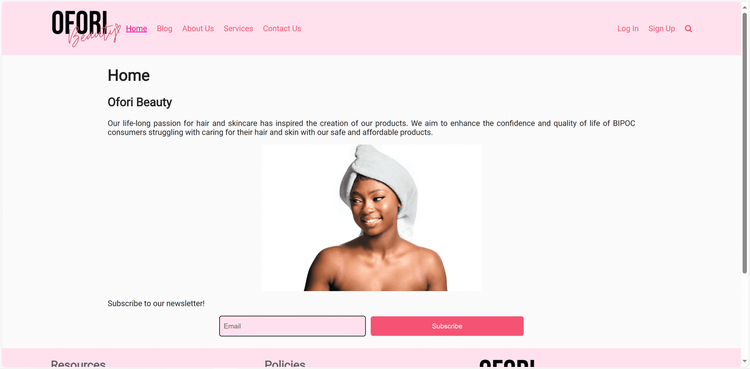 OFORI
Beauty
Home Blog About Us Services Contact Us Log In Sign Up
Home
Ofori Beauty
Our life-long passion for hair and skincare has inspired the creation of our products. We aim to enhance the confidence and quality of life of BIPOC
consumers struggling with caring for their hair and skin with our safe and affordable products.
Subscribe to our newsletter!
Email Subscribe
Resources Policies OFORI